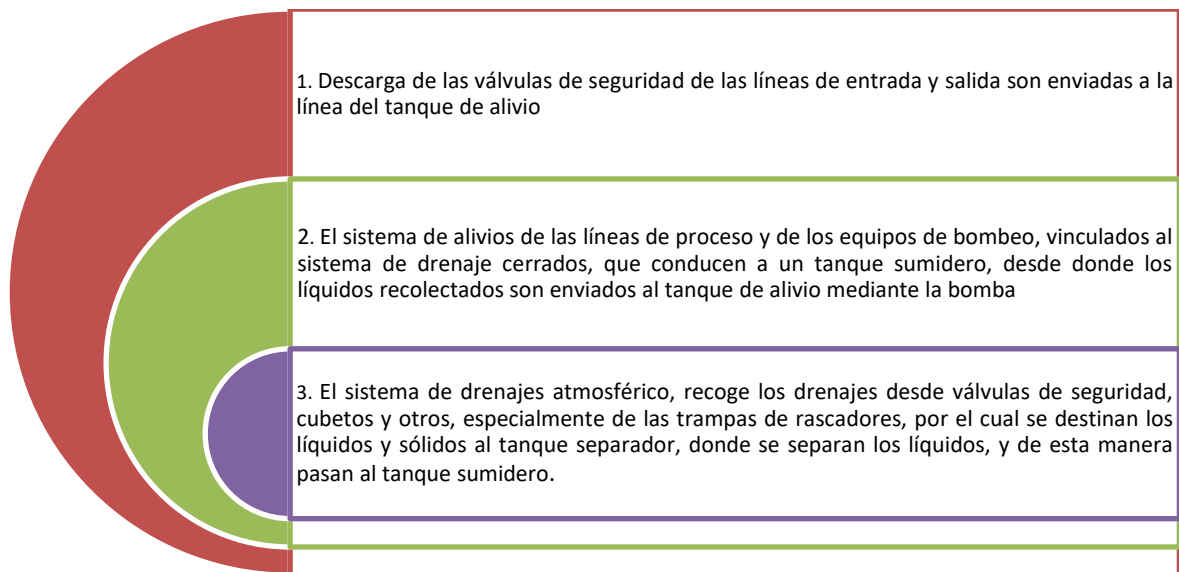 1. Descarga de las válvulas de seguridad de las líneas de entrada y salida son enviadas a la
línea del tanque de alivio
2. El sistema de alivios de las líneas de proceso y de los equipos de bombeo, vinculados al
sistema de drenaje cerrados, que conducen a un tanque sumidero, desde donde los
líquidos recolectados son enviados al tanque de alivio mediante la bomba
3. El sistema de drenajes atmosférico, recoge los drenajes desde válvulas de seguridad,
cubetos y otros, especialmente de las trampas de rascadores, por el cual se destinan los
líquidos y sólidos al tanque separador, donde se separan los líquidos, y de esta manera
pasan al tanque sumidero.